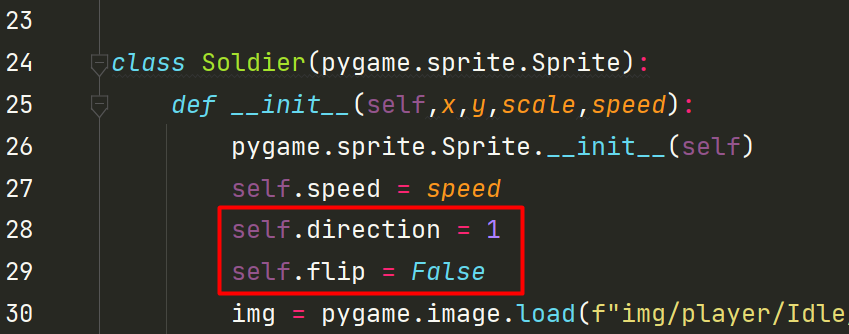 23
24 class Soldier(pygame.sprite.Sprite):
25 def __init__(self,x,y,scale,speed):
26 pygame.sprite.Sprite.__init__(self)
27 self.speed = speed
28 self.direction = 1
29 self.flip = False
30 img = pygame.image.load(f"img/player/Idle